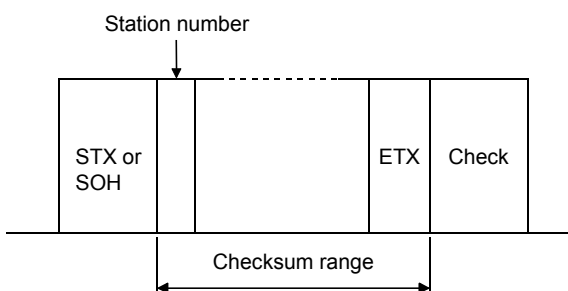 Station number
STX or
SOH
ETX
Check
Checksum range